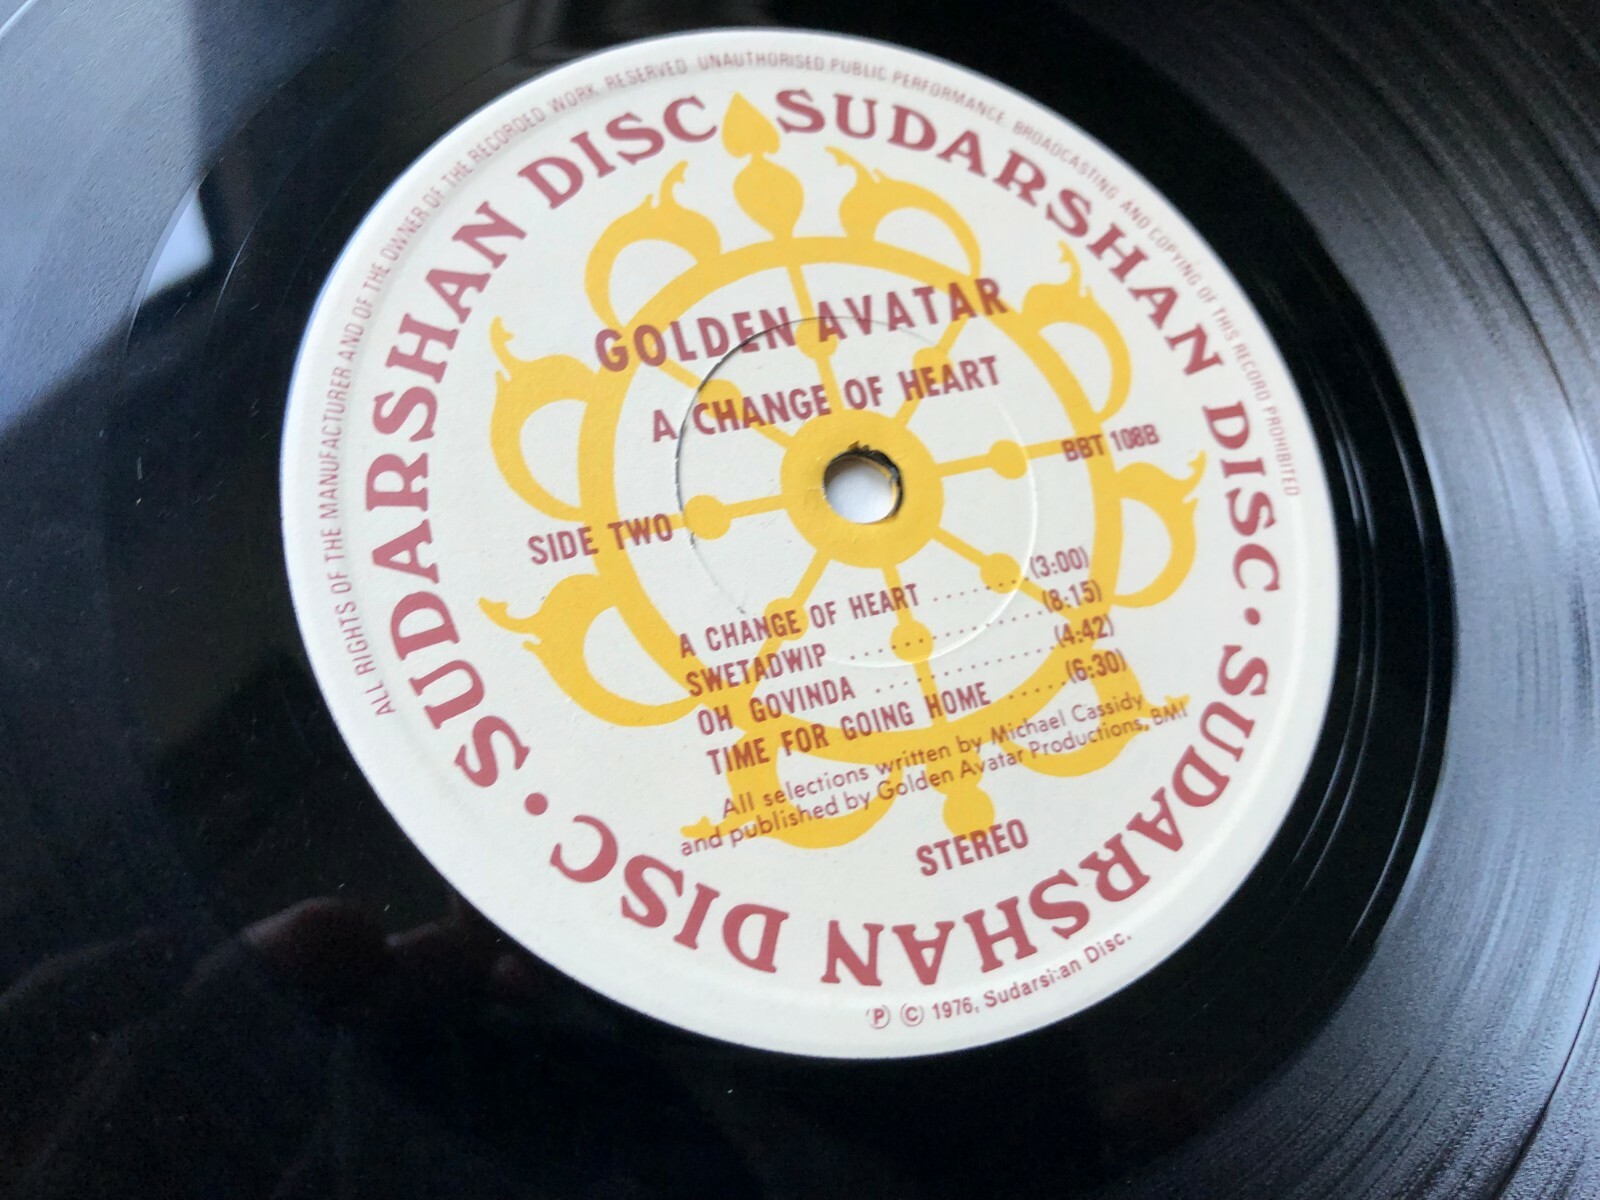 ALL RIGHTS OF THE MANUFACTURER AND OF THE OWNER OF THE RECORDED WORK RESERVED UNAUTHORISED PUBLIC PERFORMANCE BROADCASTING AND COPYING OF THIS RECORD PROHIBITED
SUDARSHAN DISC SUDARSHAN DISC · SUDARSHAN DISC ·
GOLDEN AVATAR
A CHANGE OF HEART
BBT 108B
SIDE TWO
A CHANGE OF HEART ........ (3:00)
SWETADWIP .............. (8:15)
OH GOVINDA ............. (4:42)
TIME FOR GOING HOME ..... (6:30)
All selections written by Michael Cassidy
and published by Golden Avatar Productions, BMI
STEREO
Ⓟ Ⓒ 1976, Sudarshan Disc.